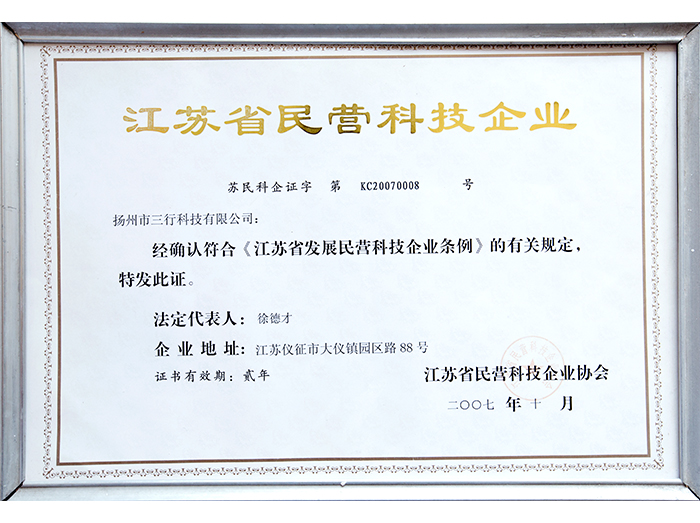 江苏省民营科技企业
苏民科企证字 第 KC20070008 号
扬州市三行科技有限公司：
经确认符合《江苏省发展民营科技企业条例》的有关规定，
特发此证。
法定代表人：徐德才
企业地址：江苏仪征市大仪镇园区路88号
证书有效期：贰年
江苏省民营科技企业协会
二〇〇七 年 十 月